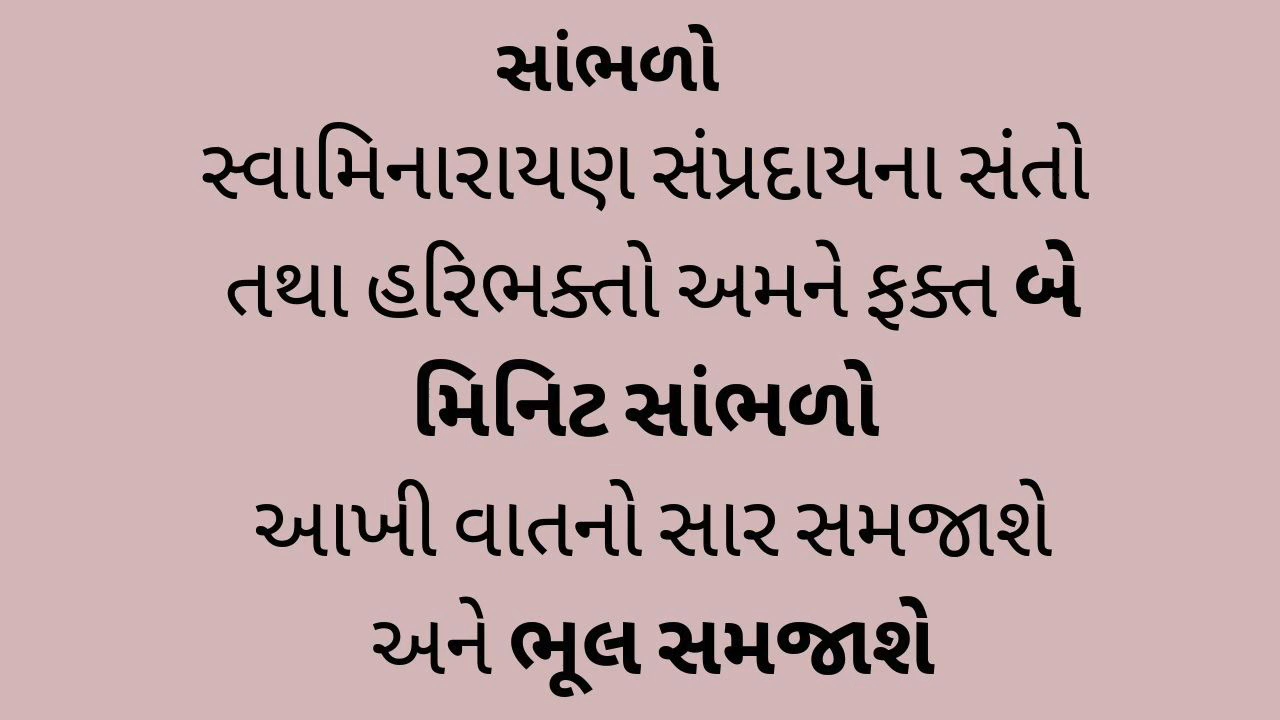 સાંભળો
સ્વામિનારાયણ સંપ્રદાયના સંતો
તથા હરિભક્તો અમને ફક્ત બે
મિનિટ સાંભળો
આખી વાતનો સાર સમજાશે
અને ભૂલ સમજાશે